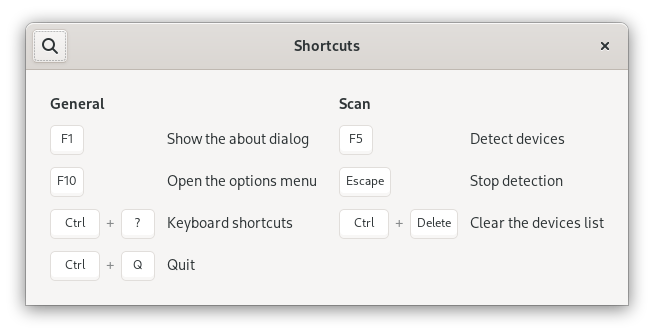 Shortcuts
General
F1 Show the about dialog
F10 Open the options menu
Ctrl + ? Keyboard shortcuts
Ctrl + Q Quit
Scan
F5 Detect devices
Escape Stop detection
Ctrl + Delete Clear the devices list